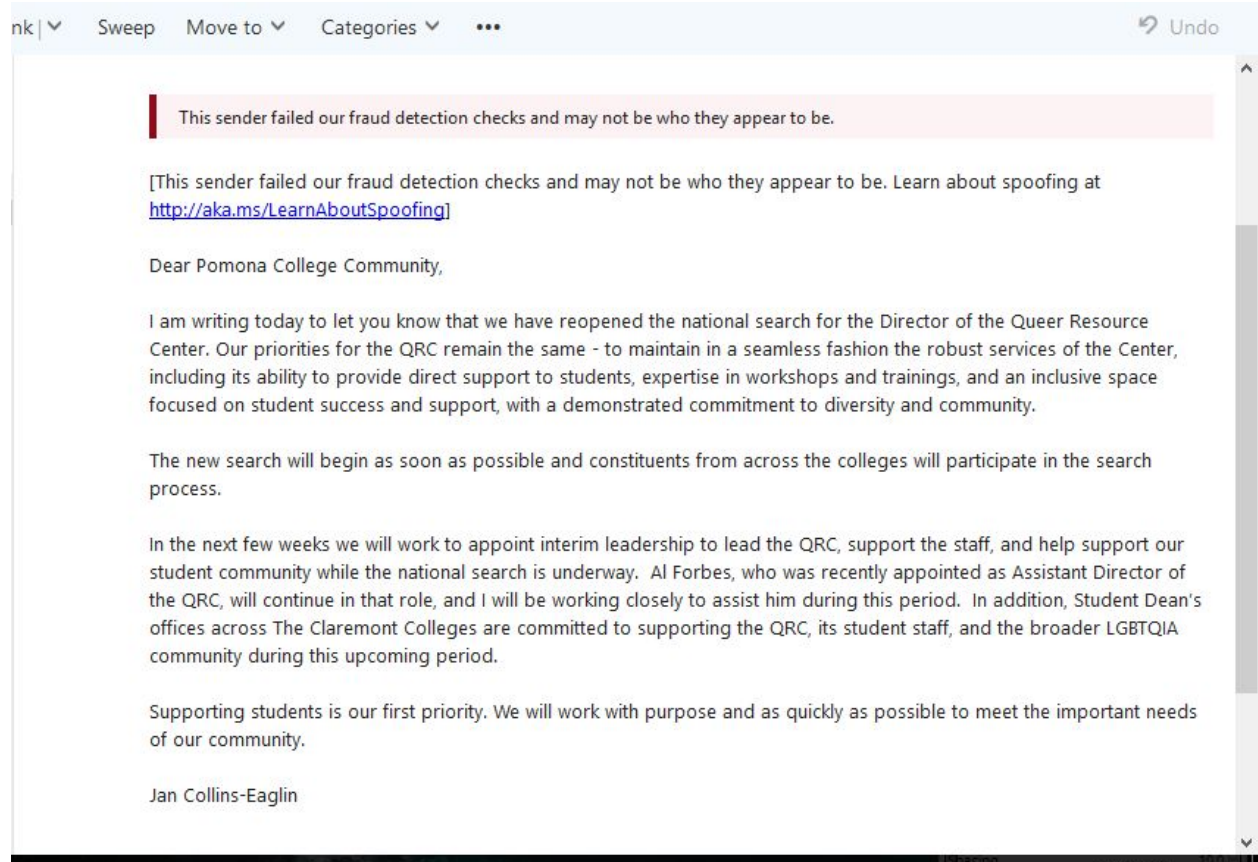 nk | Sweep Move to Categories ••• Undo
This sender failed our fraud detection checks and may not be who they appear to be.
[This sender failed our fraud detection checks and may not be who they appear to be. Learn about spoofing at
http://aka.ms/LearnAboutSpoofing]
Dear Pomona College Community,
I am writing today to let you know that we have reopened the national search for the Director of the Queer Resource
Center. Our priorities for the QRC remain the same - to maintain in a seamless fashion the robust services of the Center,
including its ability to provide direct support to students, expertise in workshops and trainings, and an inclusive space
focused on student success and support, with a demonstrated commitment to diversity and community.
The new search will begin as soon as possible and constituents from across the colleges will participate in the search
process.
In the next few weeks we will work to appoint interim leadership to lead the QRC, support the staff, and help support our
student community while the national search is underway.  Al Forbes, who was recently appointed as Assistant Director of
the QRC, will continue in that role, and I will be working closely to assist him during this period.  In addition, Student Dean's
offices across The Claremont Colleges are committed to supporting the QRC, its student staff, and the broader LGBTQIA
community during this upcoming period.
Supporting students is our first priority. We will work with purpose and as quickly as possible to meet the important needs
of our community.
Jan Collins-Eaglin